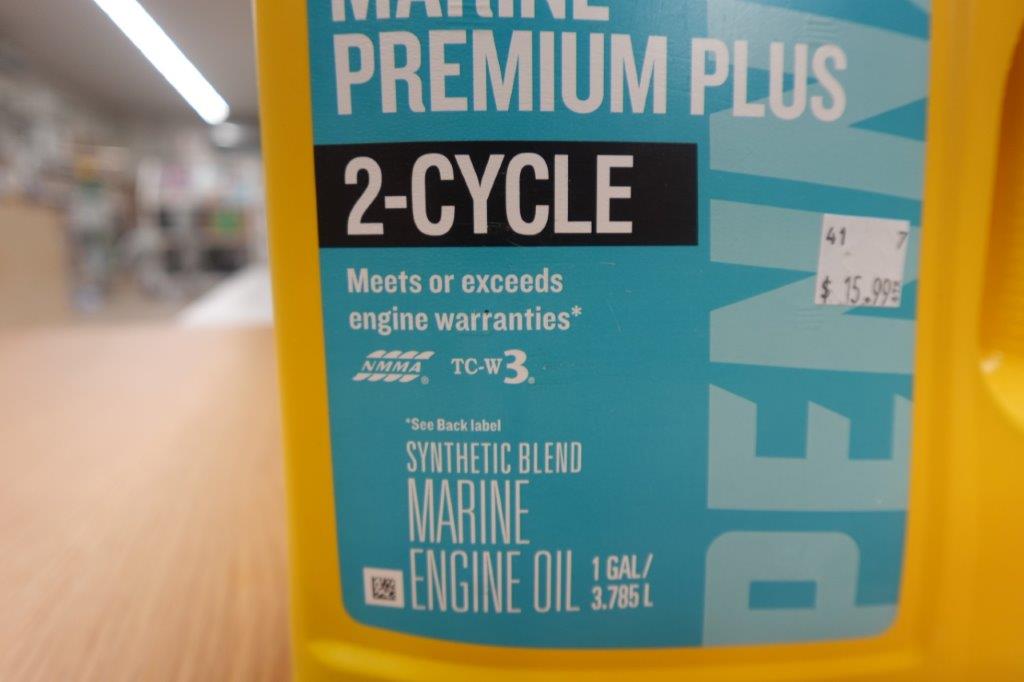 MARINE
PREMIUM PLUS
2-CYCLE
Meets or exceeds
engine warranties*
NMMA® TC-W3®
*See Back label
SYNTHETIC BLEND
MARINE
ENGINE OIL
1 GAL/
3.785 L
41 7
$ 15.99